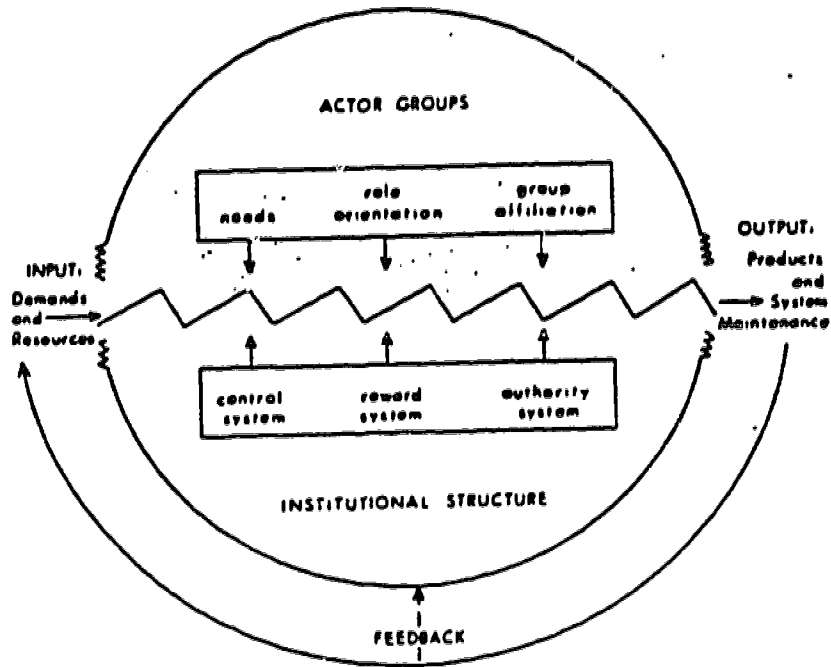 ACTOR GROUPS
needs
role
orientation
group
affiliation
INPUT:
Demands
and
Resources
OUTPUT:
Products
and
System
Maintenance
control
system
reward
system
authority
system
INSTITUTIONAL STRUCTURE
FEEDBACK